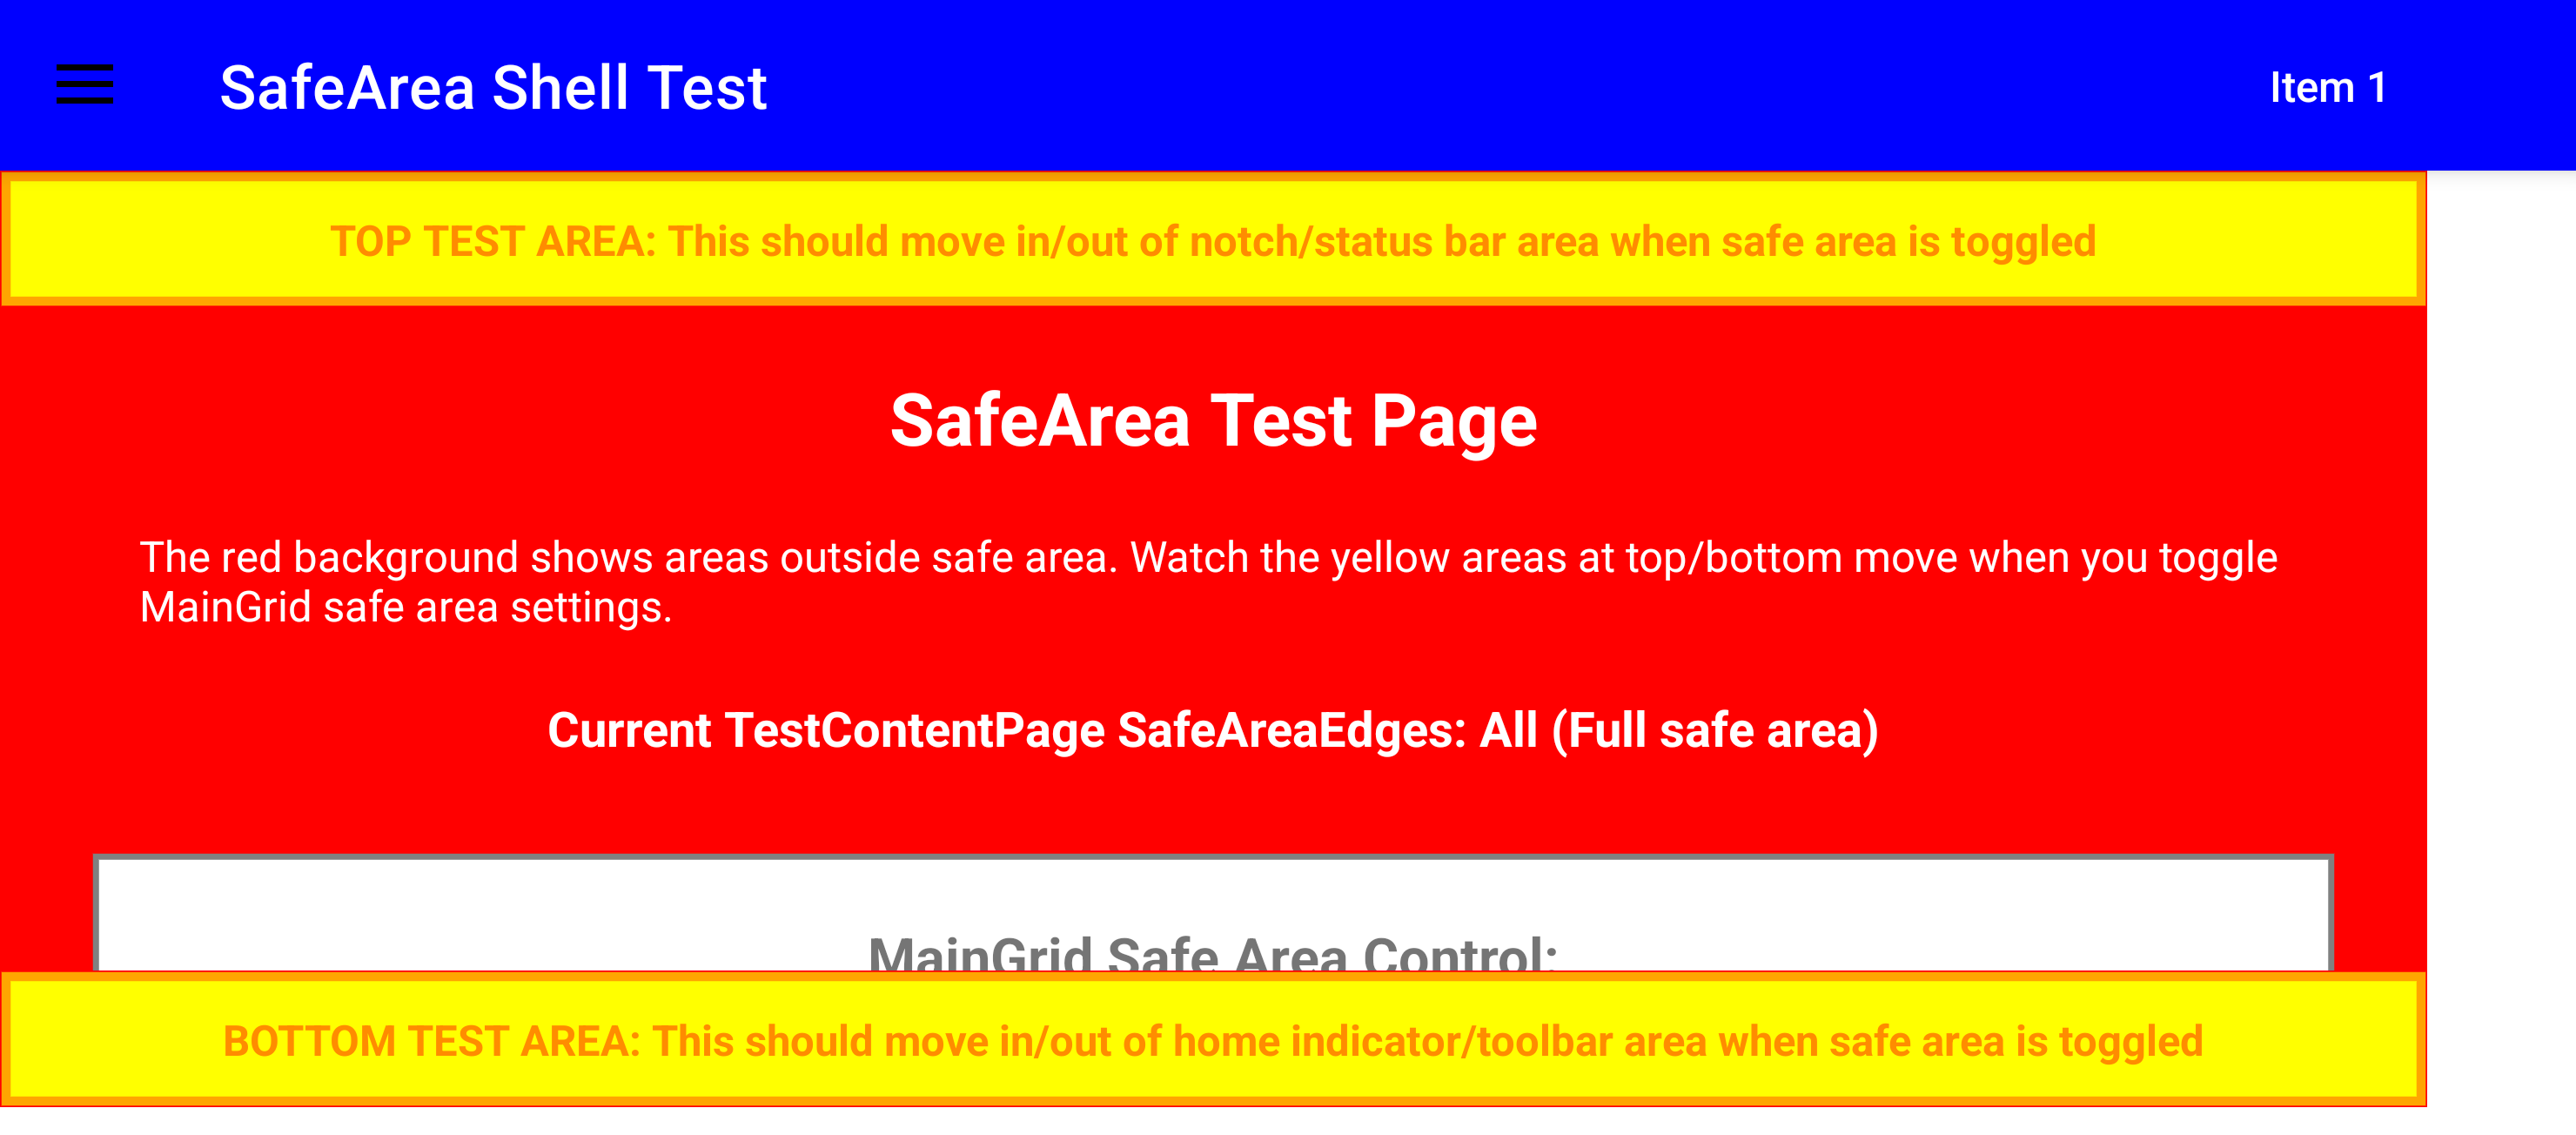 SafeArea Shell Test
Item 1
TOP TEST AREA: This should move in/out of notch/status bar area when safe area is toggled
SafeArea Test Page
The red background shows areas outside safe area. Watch the yellow areas at top/bottom move when you toggle
MainGrid safe area settings.
Current TestContentPage SafeAreaEdges: All (Full safe area)
MainGrid Safe Area Control:
BOTTOM TEST AREA: This should move in/out of home indicator/toolbar area when safe area is toggled